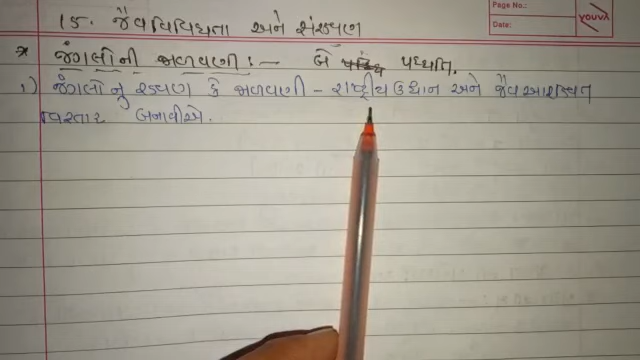 Page No.:
Date:
YOUVA
15. જૈવવિવિધતા અને સંરક્ષણ
* જંગલોની જાળવણી :- બે પધ્ધતિ.
1) જંગલોનું રક્ષણ કે જાળવણી - રાષ્ટ્રીય ઉધાન અને જૈવઆરક્ષિત
વિસ્તાર બનાવીએ.